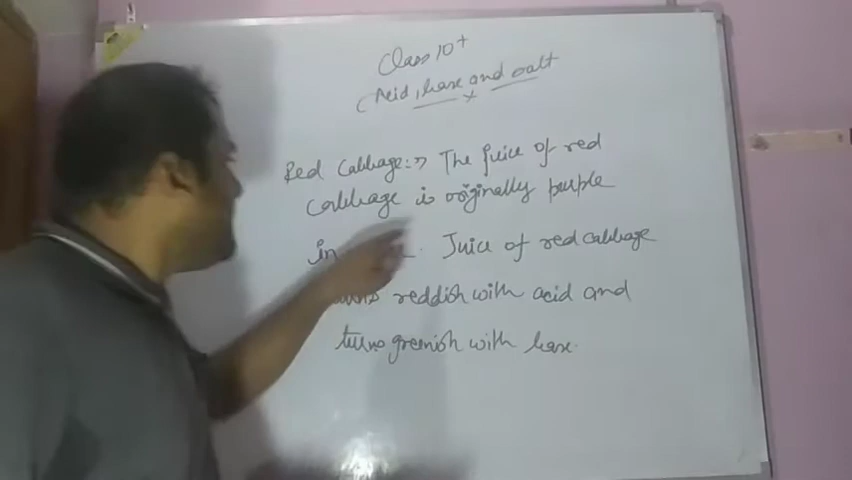 Class 10+
Acid, base and salt
Red Cabbage:⇒ The juice of red
cabbage is originally purple
in . Juice of red cabbage
reddish with acid and
turns greenish with base.